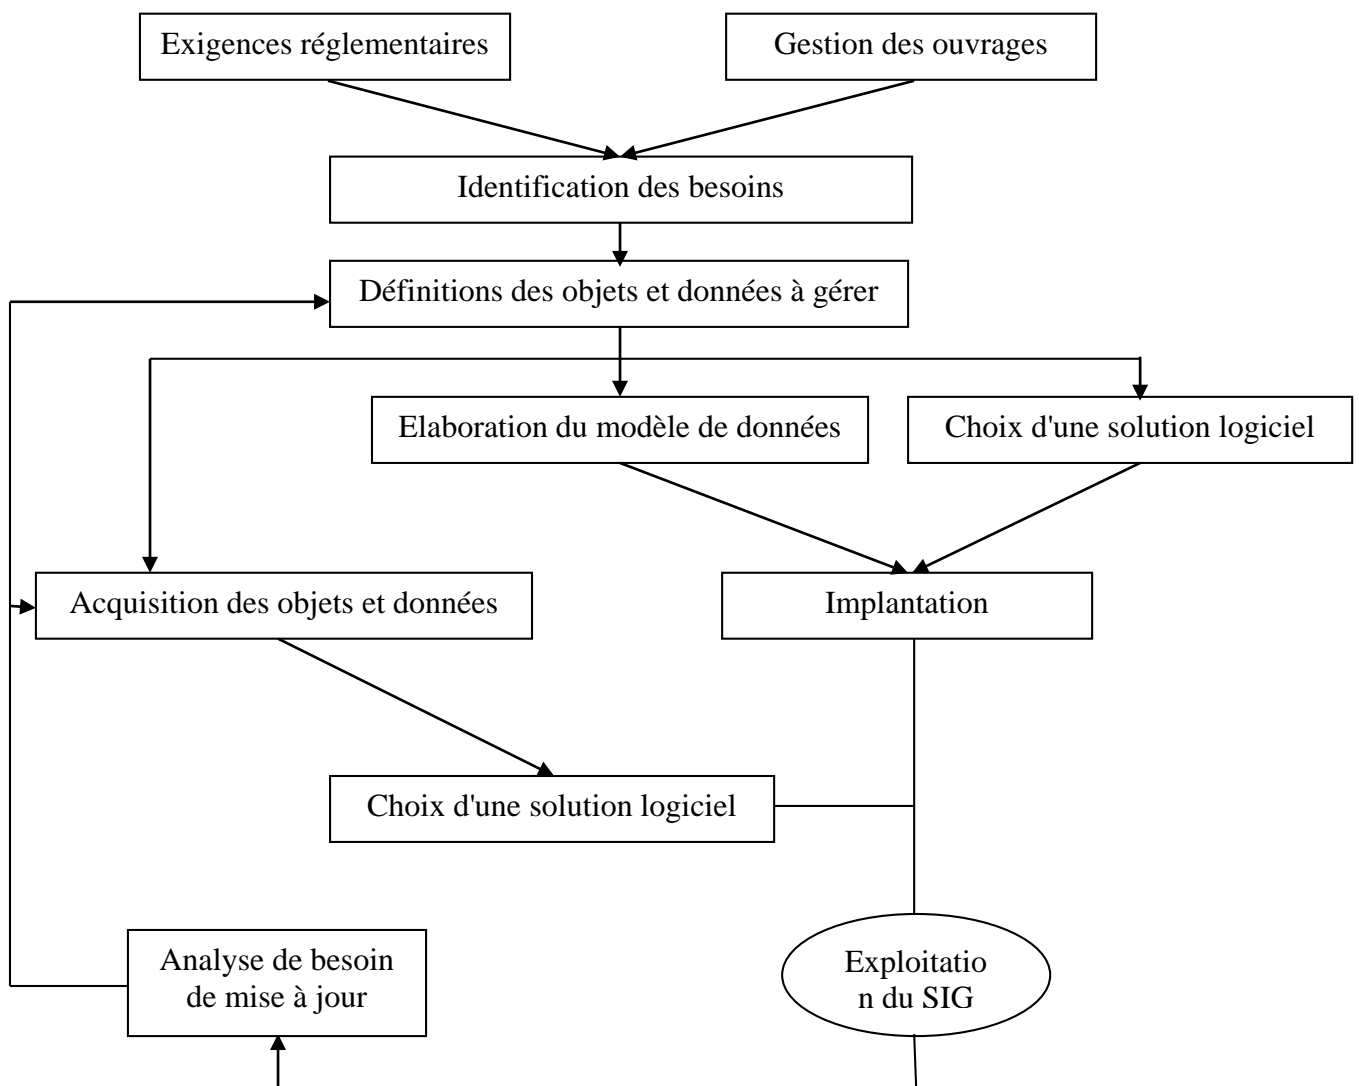 Exigences réglementaires
Gestion des ouvrages
Identification des besoins
Définitions des objets et données à gérer
Elaboration du modèle de données
Choix d'une solution logiciel
Acquisition des objets et données
Implantation
Choix d'une solution logiciel
Analyse de besoin
de mise à jour
Exploitatio
n du SIG